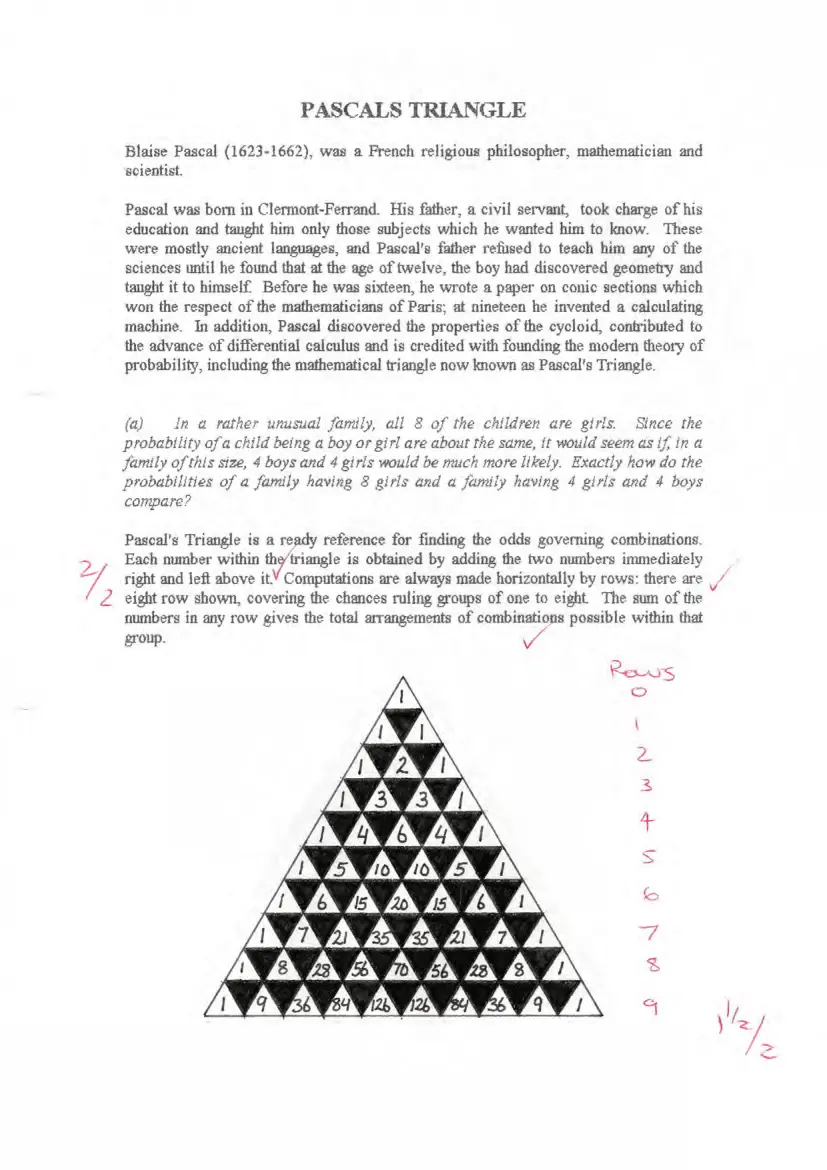 PASCALS TRIANGLE
Blaise Pascal (1623-1662), was a French religious philosopher, mathematician and
scientist.
Pascal was born in Clermont-Ferrand. His father, a civil servant, took charge of his
education and taught him only those subjects which he wanted him to know. These
were mostly ancient languages, and Pascal's father refused to teach him any of the
sciences until he found that at the age of twelve, the boy had discovered geometry and
taught it to himself. Before he was sixteen, he wrote a paper on conic sections which
won the respect of the mathematicians of Paris; at nineteen he invented a calculating
machine. In addition, Pascal discovered the properties of the cycloid, contributed to
the advance of differential calculus and is credited with founding the modern theory of
probability, including the mathematical triangle now known as Pascal's Triangle.
(a) In a rather unusual family, all 8 of the children are girls. Since the
probability of a child being a boy or girl are about the same, it would seem as if, in a
family of this size, 4 boys and 4 girls would be much more likely. Exactly how do the
probabilities of a family having 8 girls and a family having 4 girls and 4 boys
compare?
Pascal's Triangle is a ready reference for finding the odds governing combinations.
Each number within the triangle is obtained by adding the two numbers immediately
2/2
right and left above it. Computations are always made horizontally by rows: there are
eight row shown, covering the chances ruling groups of one to eight. The sum of the
numbers in any row gives the total arrangements of combinations possible within that
group.
Rows
1 0
1 1 1
1 2 1 2
1 3 3 1 3
1 4 6 4 1 4
1 5 10 10 5 1 5
1 6 15 20 15 6 1 6
1 7 21 35 35 21 7 1 7
1 8 28 56 70 56 28 8 1 8
1 9 36 84 126 126 84 36 9 1 9
1 1/2/2